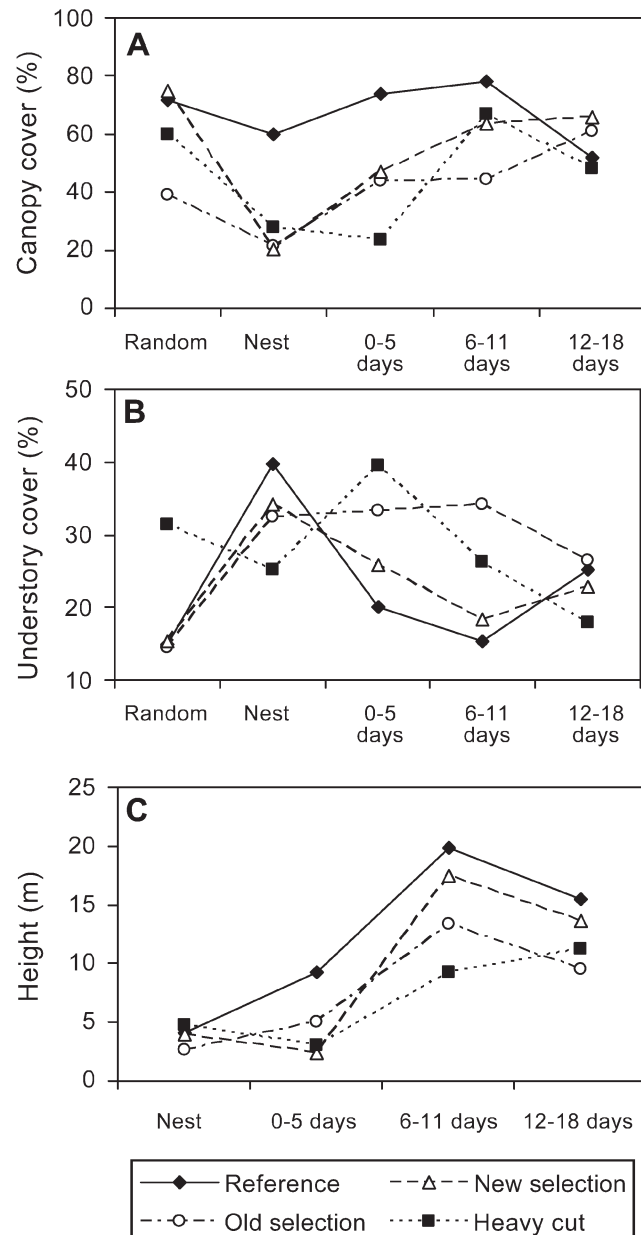 A
Canopy cover (%)
100
80
60
40
20
0
Random Nest 0-5 days 6-11 days 12-18 days
B
Understory cover (%)
50
40
30
20
10
Random Nest 0-5 days 6-11 days 12-18 days
C
Height (m)
25
20
15
10
5
0
Nest 0-5 days 6-11 days 12-18 days
Reference New selection
Old selection Heavy cut